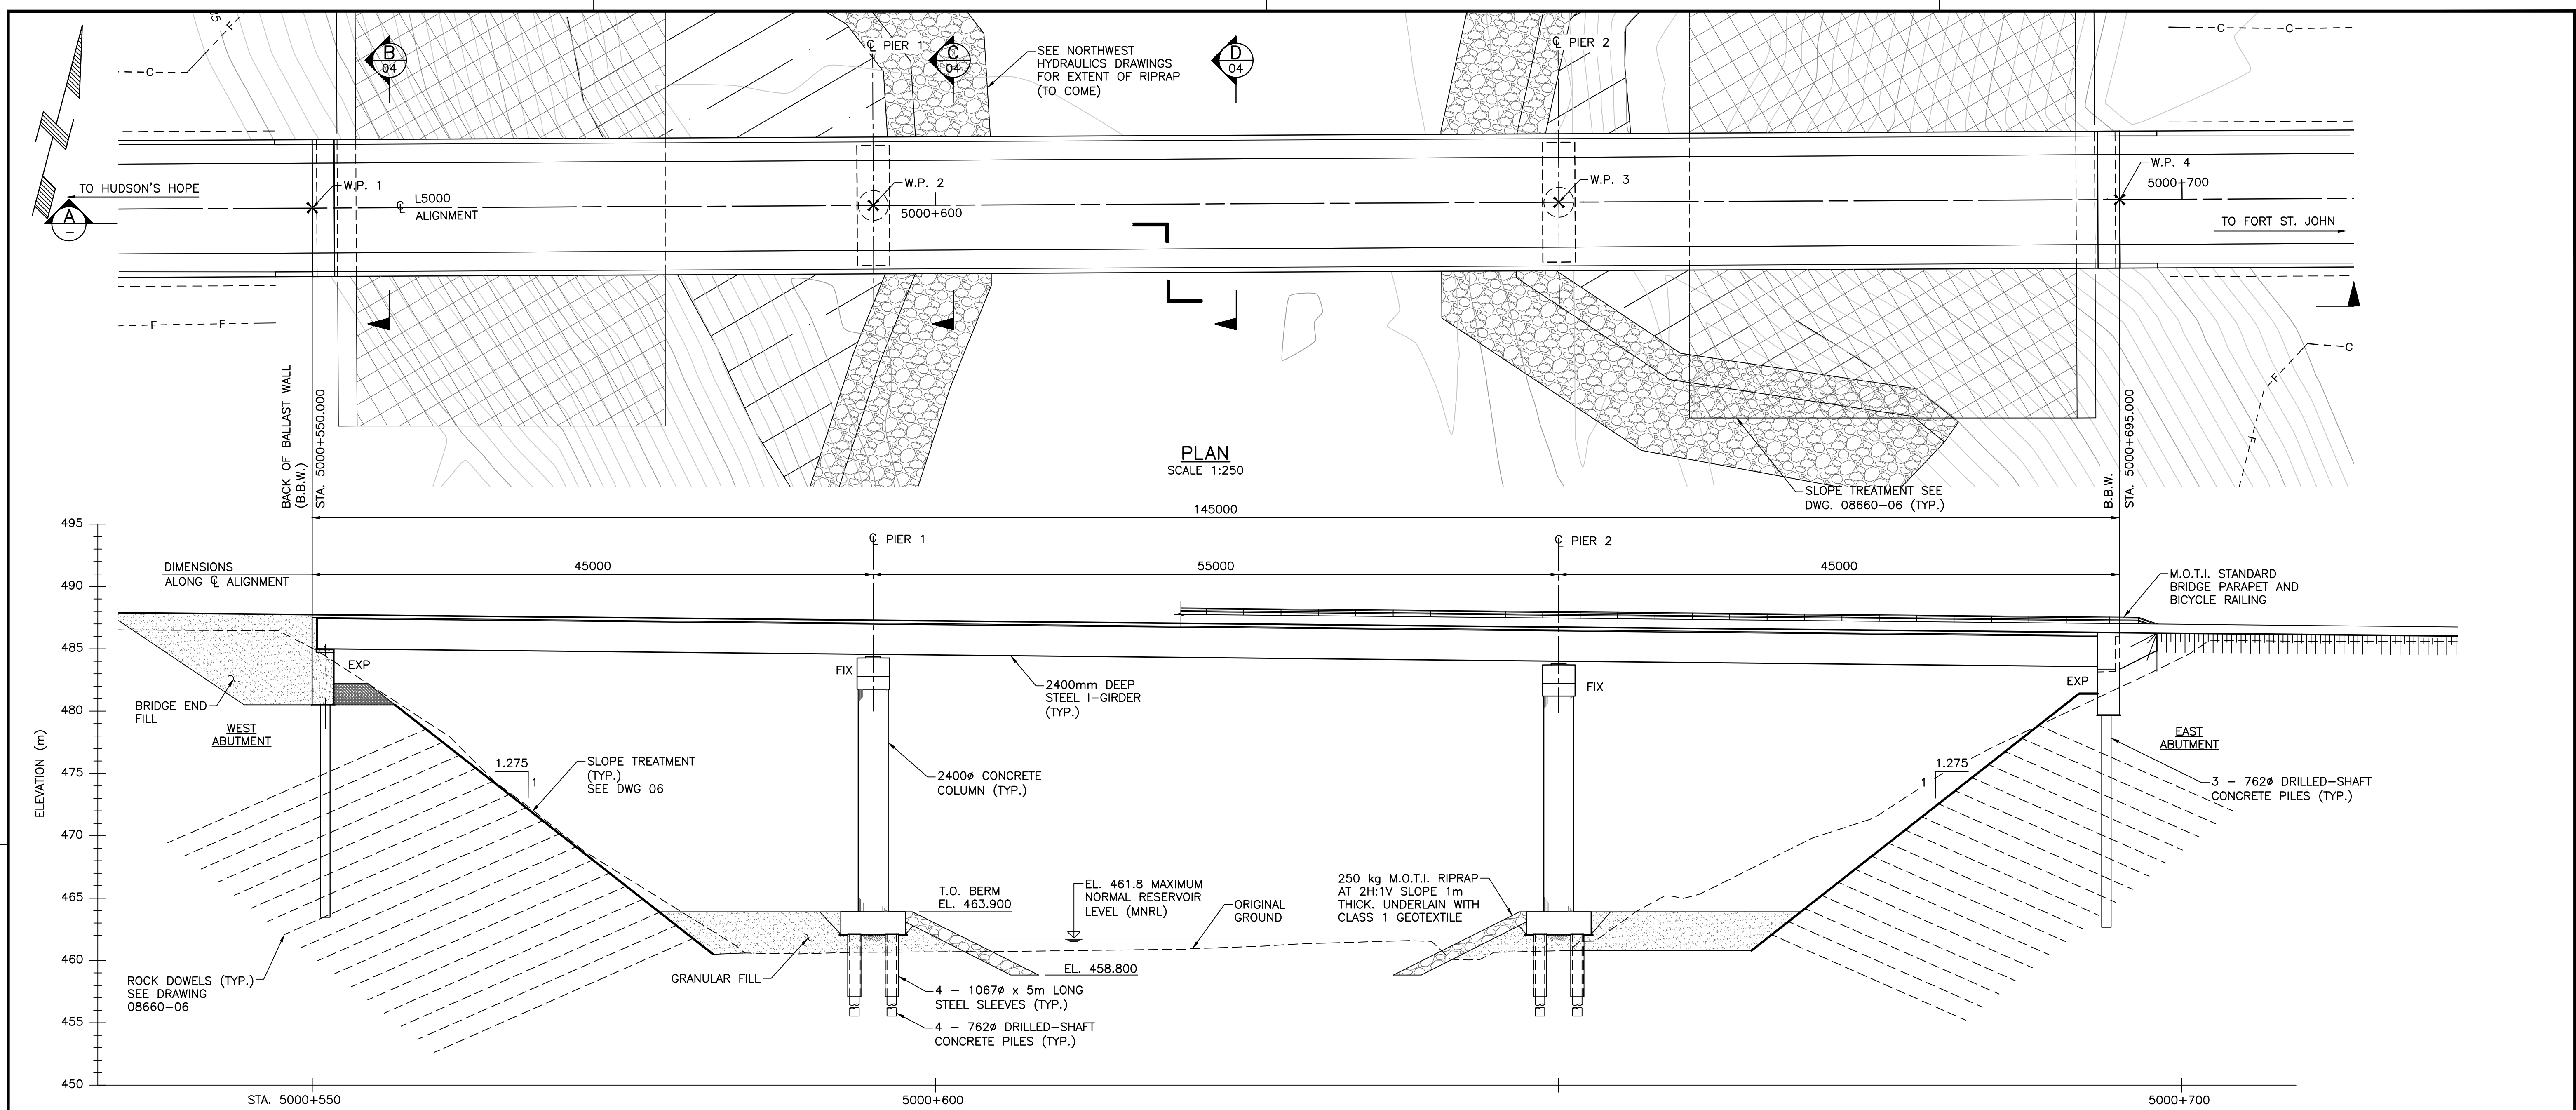 35
F
C
B
04
℄ PIER 1
C
04
SEE NORTHWEST
HYDRAULICS DRAWINGS
FOR EXTENT OF RIPRAP
(TO COME)
D
04
℄ PIER 2
C
C
TO HUDSON'S HOPE
A
–
W.P. 1
℄ L5000
ALIGNMENT
W.P. 2
5000+600
W.P. 3
W.P. 4
5000+700
TO FORT ST. JOHN
F
F
C
F
F
BACK OF BALLAST WALL
(B.B.W.)
STA. 5000+550.000
PLAN
SCALE 1:250
SLOPE TREATMENT SEE
DWG. 08660-06 (TYP.)
B.B.W.
STA. 5000+695.000
145000
℄ PIER 1
℄ PIER 2
DIMENSIONS
ALONG ℄ ALIGNMENT
45000
55000
45000
M.O.T.I. STANDARD
BRIDGE PARAPET AND
BICYCLE RAILING
ELEVATION (m)
495
490
485
480
475
470
465
460
455
450
EXP
FIX
FIX
EXP
BRIDGE END
FILL
WEST
ABUTMENT
2400mm DEEP
STEEL I-GIRDER
(TYP.)
EAST
ABUTMENT
1.275
1
SLOPE TREATMENT
(TYP.)
SEE DWG 06
2400ø CONCRETE
COLUMN (TYP.)
1.275
1
3 - 762ø DRILLED-SHAFT
CONCRETE PILES (TYP.)
T.O. BERM
EL. 463.900
EL. 461.8 MAXIMUM
NORMAL RESERVOIR
LEVEL (MNRL)
ORIGINAL
GROUND
250 kg M.O.T.I. RIPRAP
AT 2H:1V SLOPE 1m
THICK. UNDERLAIN WITH
CLASS 1 GEOTEXTILE
ROCK DOWELS (TYP.)
SEE DRAWING
08660-06
GRANULAR FILL
EL. 458.800
4 - 1067ø x 5m LONG
STEEL SLEEVES (TYP.)
4 - 762ø DRILLED-SHAFT
CONCRETE PILES (TYP.)
STA. 5000+550
5000+600
5000+700